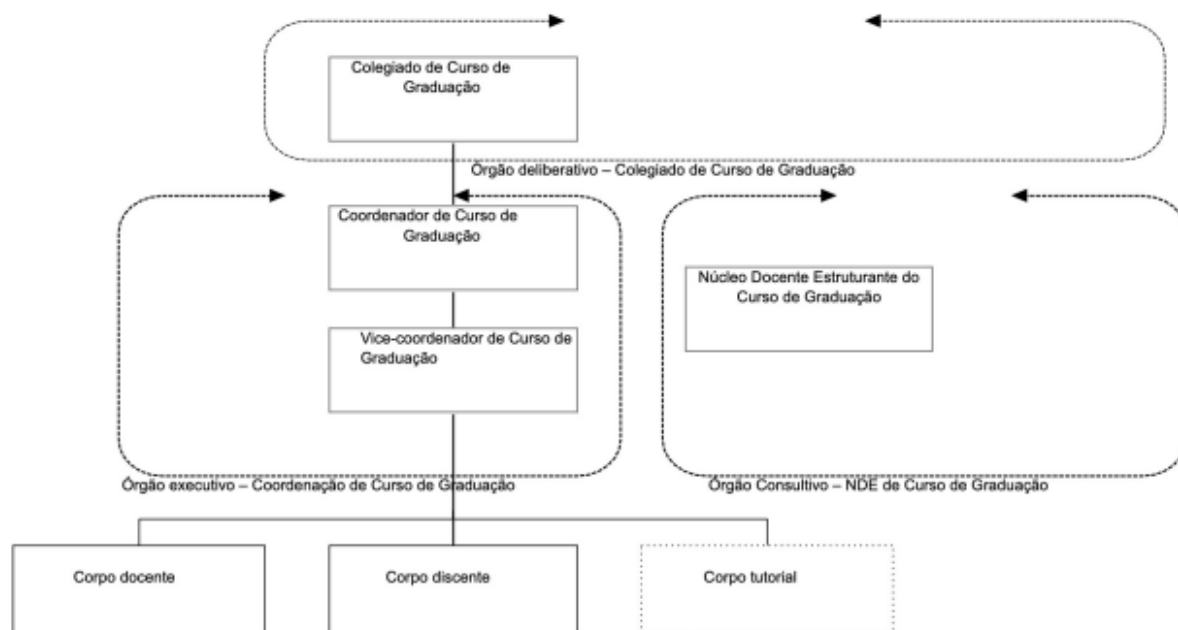 Colegiado de Curso de
Graduação
Órgão deliberativo – Colegiado de Curso de Graduação
Coordenador de Curso de
Graduação
Núcleo Docente Estruturante do
Curso de Graduação
Vice-coordenador de Curso de
Graduação
Órgão executivo – Coordenação de Curso de Graduação
Órgão Consultivo – NDE de Curso de Graduação
Corpo docente
Corpo discente
Corpo tutorial